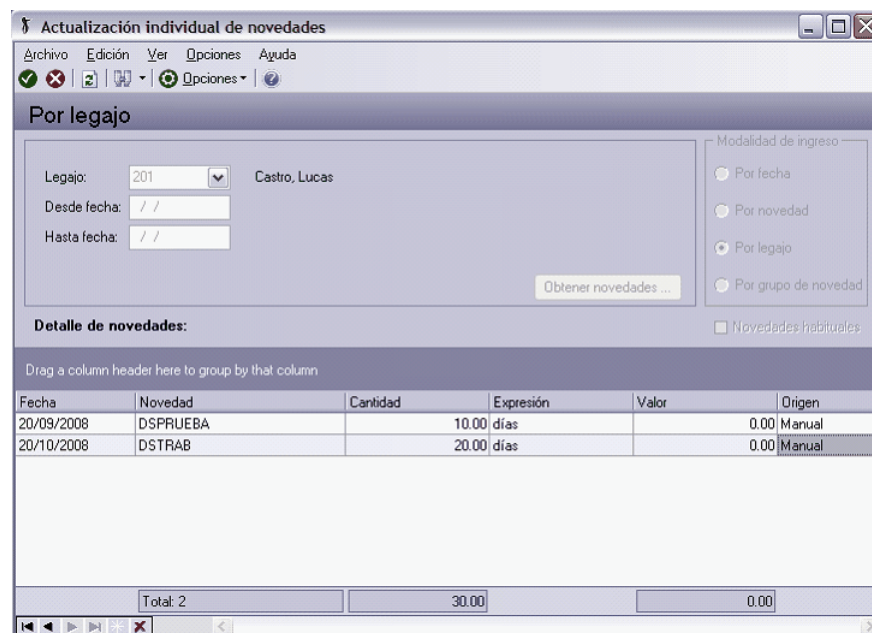 Actualización individual de novedades
Archivo Edición Ver Opciones Ayuda
Opciones
Por legajo
Modalidad de ingreso
Legajo: 201 Castro, Lucas
Por fecha
Desde fecha: / /
Por novedad
Hasta fecha: / /
Por legajo
Obtener novedades ...
Por grupo de novedad
Detalle de novedades:
Novedades habituales
Drag a column header here to group by that column
Fecha Novedad Cantidad Expresión Valor Origen
20/09/2008 DSPRUEBA 10.00 días 0.00 Manual
20/10/2008 DSTRAB 20.00 días 0.00 Manual
Total: 2 30.00 0.00